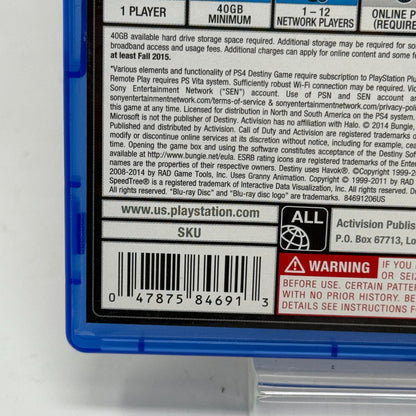 1 PLAYER
40GB
MINIMUM
1 – 12
NETWORK PLAYERS
ONLINE P
(REQUIRE
40GB available hard drive storage space required. Additional storage may be required for so
broadband access and usage fees. Additional charges may apply for online content and some fe
at least Fall 2015.
*Various elements and functionality of PS4 Destiny Game require subscription to PlayStation Plu
Remote Play requires PS Vita system. Sufficiently robust Wi-Fi connection may be required. Vi
Sony Entertainment Network ("SEN") account. Use of PSN and SEN account
sonyentertainmentnetwork.com/terms-of-service & sonyentertainmentnetwork.com/privacy-polic
this game at any time. Licensed for distribution in North and South America on the PS4 system.
Microsoft is not the publisher of Destiny. Activision has no affiliation with Halo. © 2014 Bungie,
Published and Distributed by Activision. Call of Duty and Activision are registered trademarks o
modify or discontinue online services at its discretion without notice, including for example, cea
time. Opening the game box and using the software constitutes acceptance of the Destiny Softw
available at http://www.bungie.net/eula. ESRB rating icons are registered trademarks of the Enter
names are the properties of their respective owners. Destiny uses Havok®. ©Copyright 1999-2
2008-2014 by RAD Game Tools, Inc. Uses Granny Animation. Copyright © 1999-2011 by RAD
SpeedTree® is a registered trademark of Interactive Data Visualization, Inc. All rights reserved. D
rights reserved. "Blu-ray Disc" and "Blu-ray Disc logo" are trademarks. 84691206US
www.us.playstation.com
SKU
ALL
Activision Publis
P.O. Box 67713, Lo
0 47875 84691 3
WARNING
IF YO
OR SEIZ
BEFORE USE. CERTAIN PATTER
WITH NO PRIOR HISTORY. BEF
DETAILS SEE INSTRUCTIONS FO